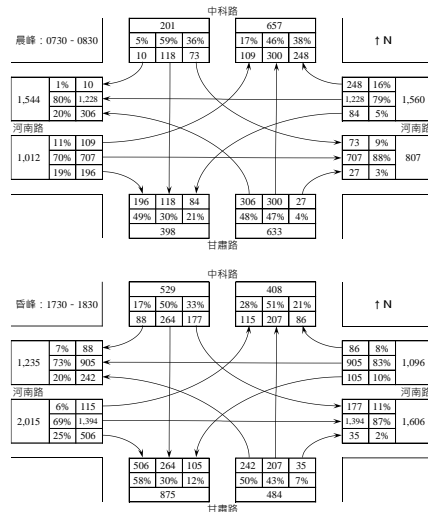 中科路
晨峰：0730 - 0830
201 657
5% 59% 36% 17% 46% 38%
↑ N
10 118 73 109 300 248
1% 10 248 16%
1,544 80% 1,228 1,228 79% 1,560
20% 306 84 5%
河南路 河南路
11% 109 73 9%
1,012 70% 707 707 88% 807
19% 196 27 3%
196 118 84 306 300 27
49% 30% 21% 48% 47% 4%
398 633
甘肃路
中科路
昏峰：1730 - 1830
529 408
17% 50% 33% 28% 51% 21%
↑ N
88 264 177 115 207 86
7% 88 86 8%
1,235 73% 905 905 83% 1,096
20% 242 105 10%
河南路 河南路
6% 115 177 11%
2,015 69% 1,394 1,394 87% 1,606
25% 506 35 2%
506 264 105 242 207 35
58% 30% 12% 50% 43% 7%
875 484
甘肃路